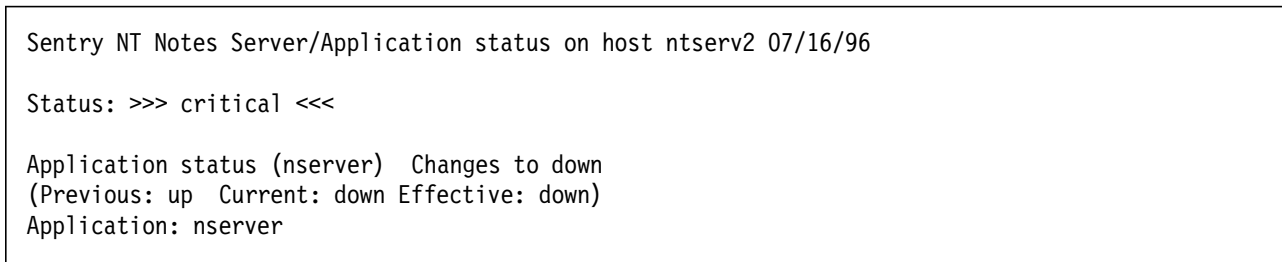 Sentry NT Notes Server/Application status on host ntserv2 07/16/96
Status: >>> critical <<<
Application status (nserver)  Changes to down
(Previous: up  Current: down Effective: down)
Application: nserver